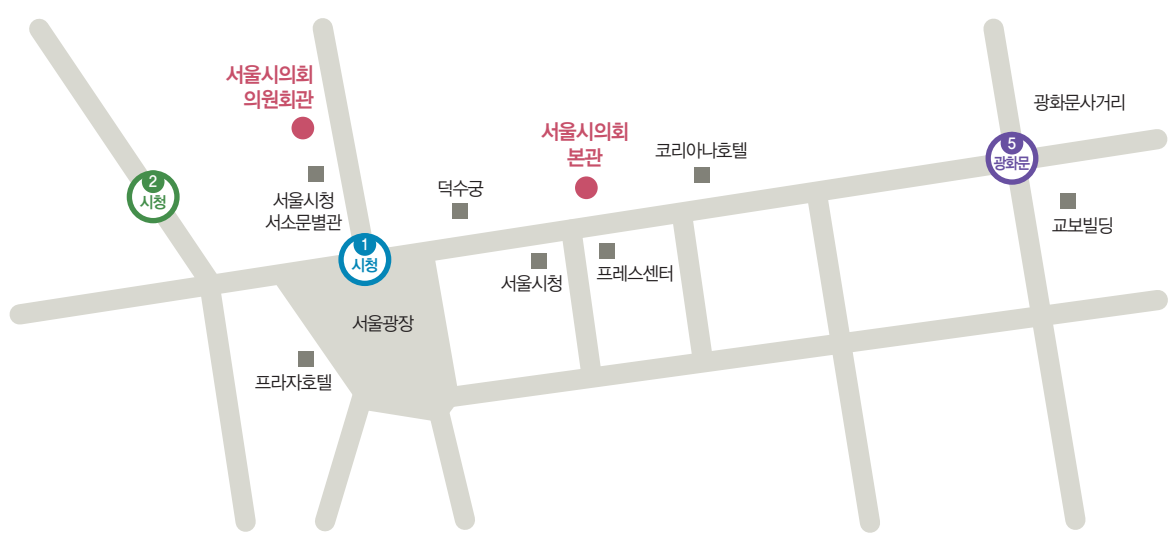 서울시의회
의원회관
광화문사거리
서울시의회
본관
코리아나호텔
5
광화문
2
시청
서울시청
서소문별관
덕수궁
교보빌딩
1
시청
서울시청
프레스센터
서울광장
프라자호텔